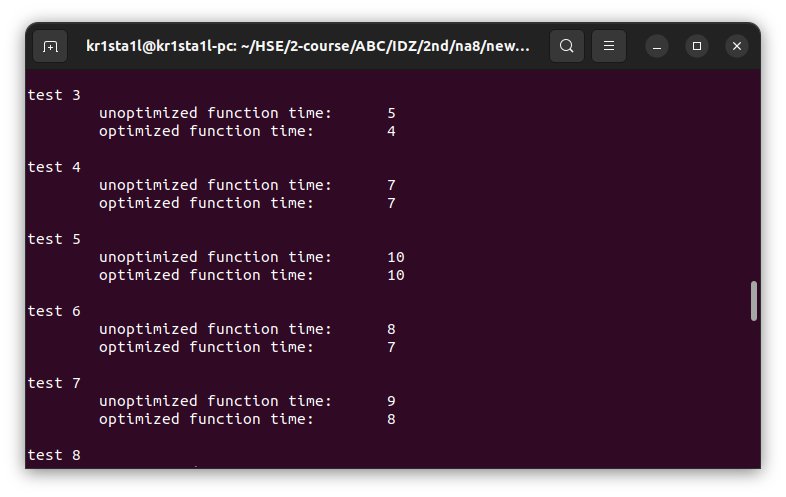 kr1sta1l@kr1sta1l-pc: ~/HSE/2-course/ABC/IDZ/2nd/na8/new...
test 3
unoptimized function time: 5
optimized function time: 4
test 4
unoptimized function time: 7
optimized function time: 7
test 5
unoptimized function time: 10
optimized function time: 10
test 6
unoptimized function time: 8
optimized function time: 7
test 7
unoptimized function time: 9
optimized function time: 8
test 8